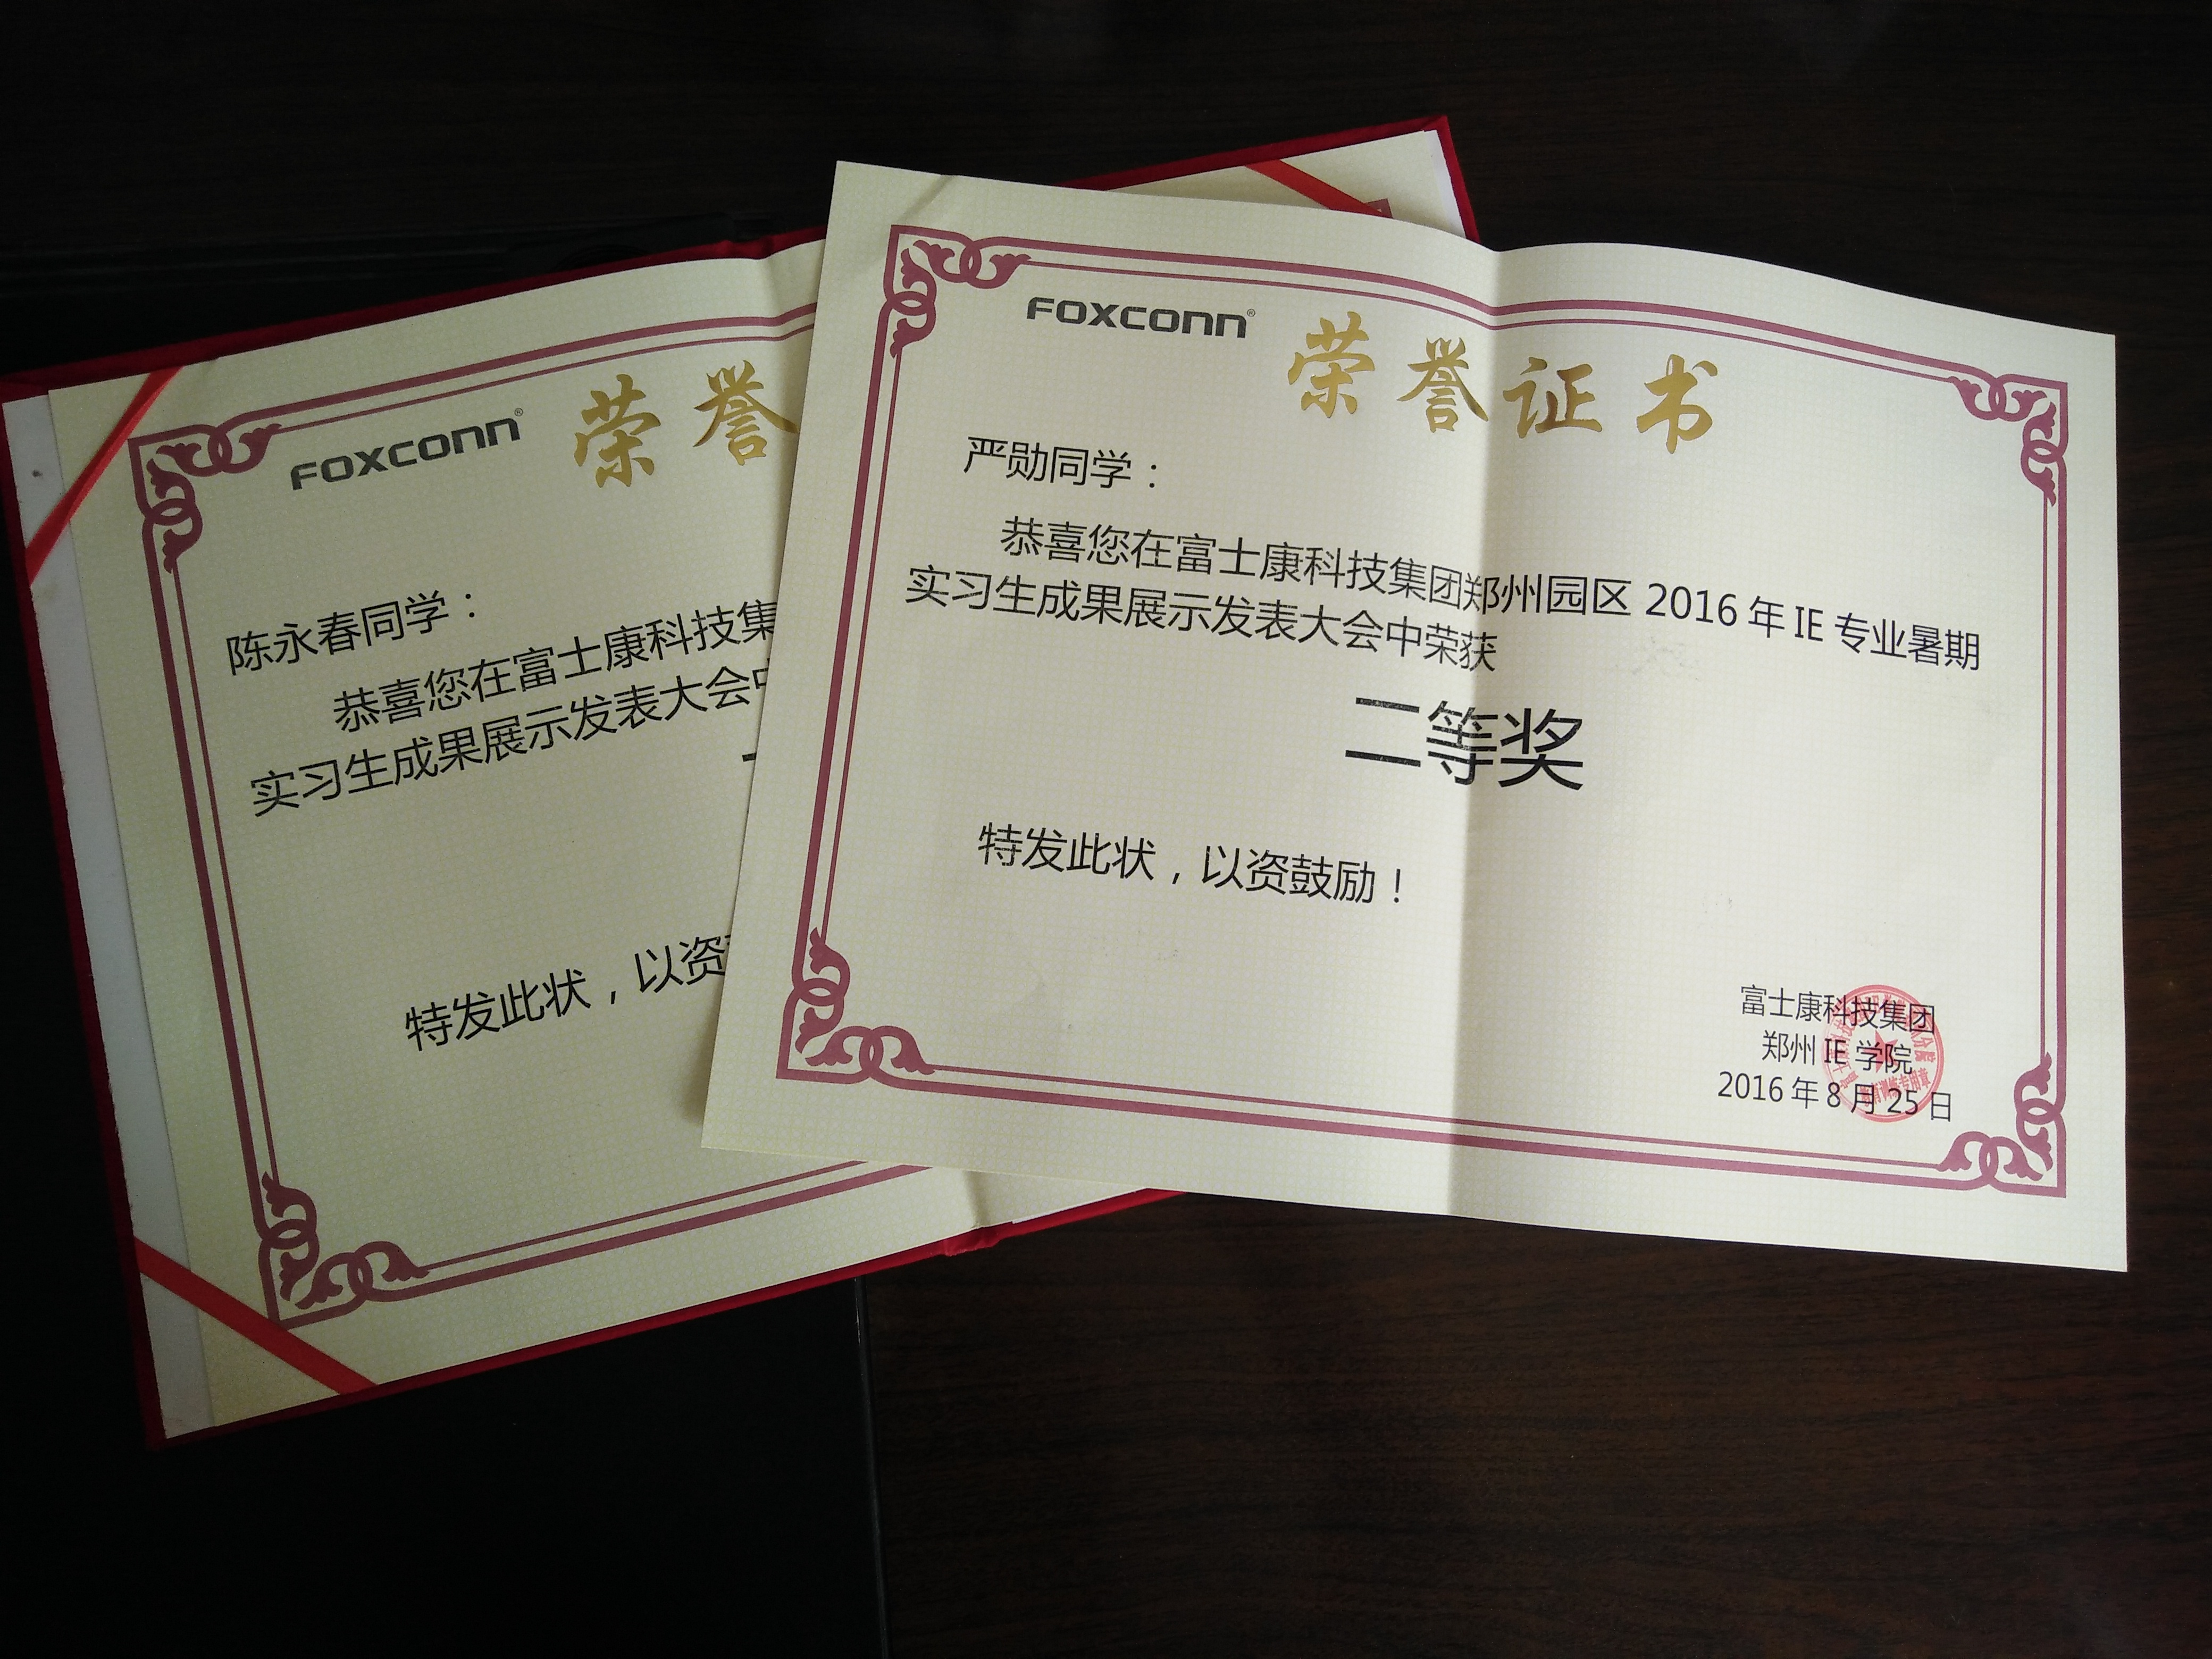 FOXCONN®
荣誉
陈永春同学：
恭喜您在富士康科技集
实习生成果展示发表大会中
特发此状，以资
FOXCONN®
荣誉证书
严勋同学：
恭喜您在富士康科技集团郑州园区 2016 年 IE 专业暑期
实习生成果展示发表大会中荣获
二等奖
特发此状，以资鼓励！
富士康科技集团
郑州 IE 学院
2016 年 8 月 25 日